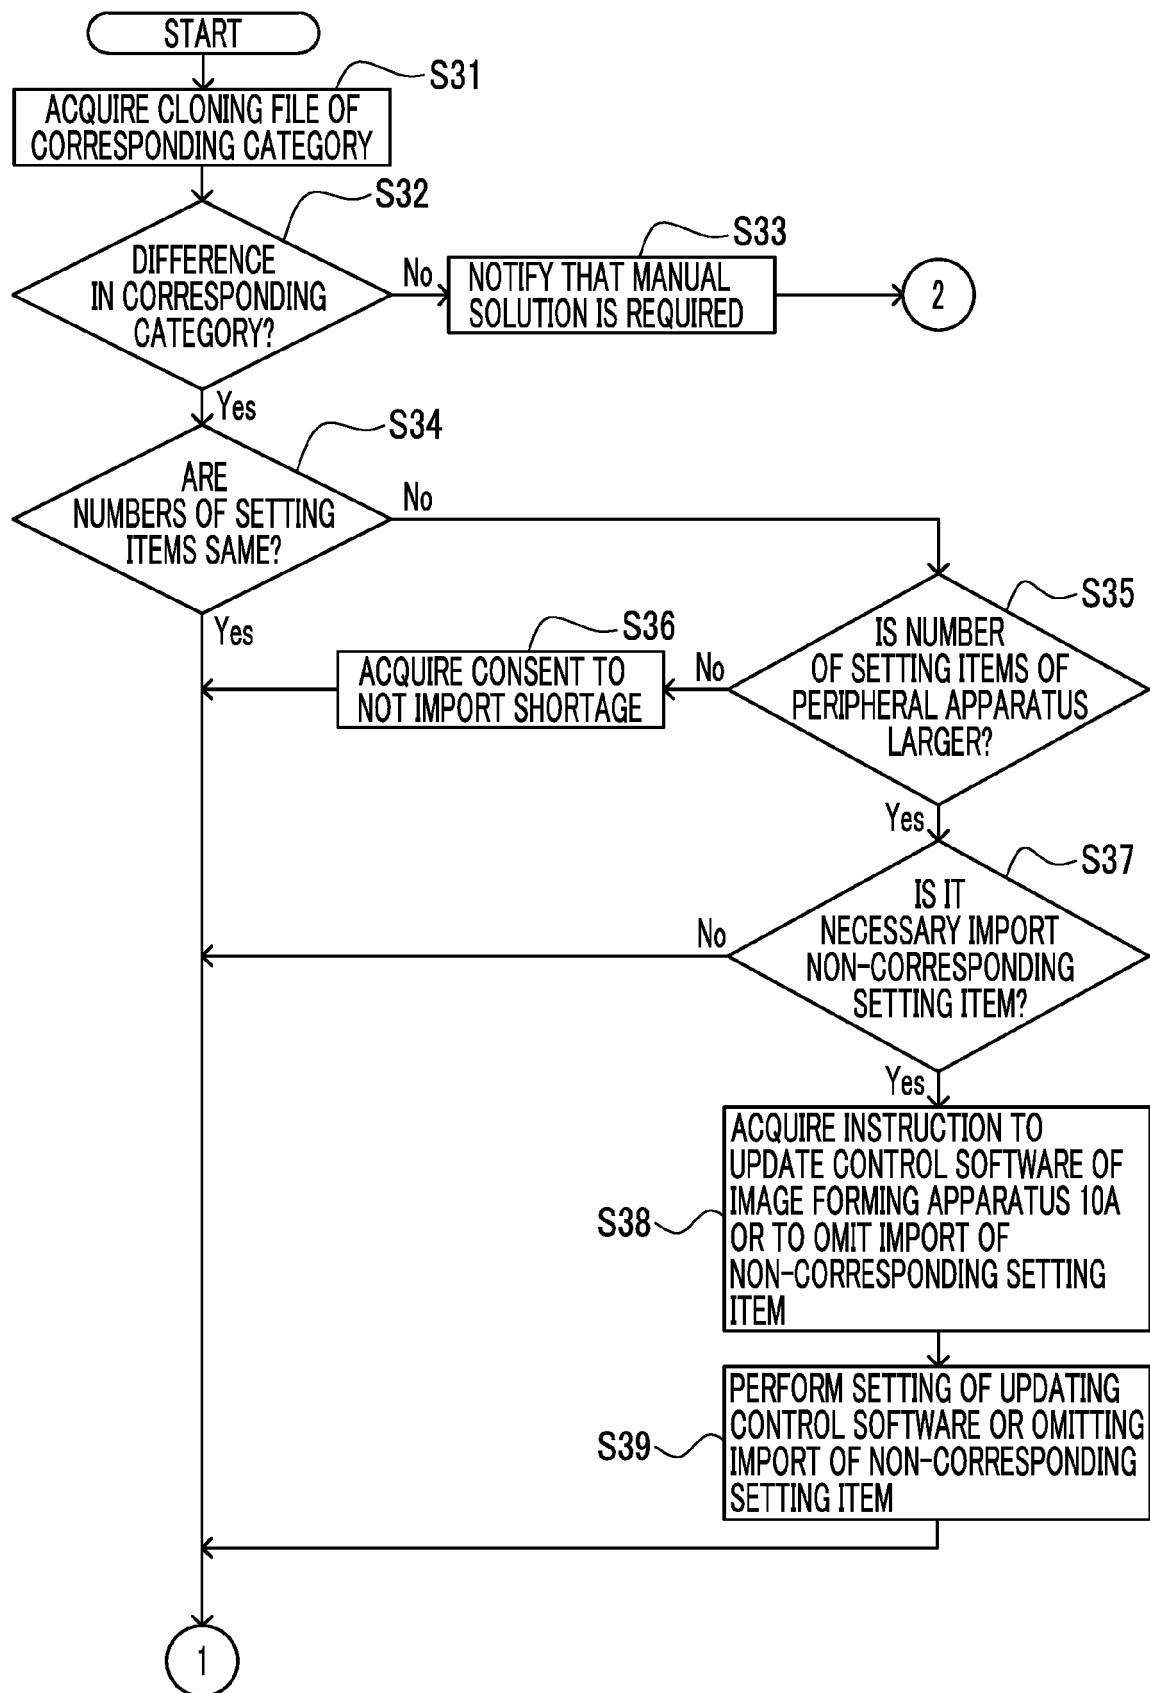 START
S31
ACQUIRE CLONING FILE OF
CORRESPONDING CATEGORY
S32
DIFFERENCE
IN CORRESPONDING
CATEGORY?
No
S33
NOTIFY THAT MANUAL
SOLUTION IS REQUIRED
2
Yes
S34
ARE
NUMBERS OF SETTING
ITEMS SAME?
No
Yes
S35
IS NUMBER
OF SETTING ITEMS OF
PERIPHERAL APPARATUS
LARGER?
No
S36
ACQUIRE CONSENT TO
NOT IMPORT SHORTAGE
Yes
S37
IS IT
NECESSARY IMPORT
NON-CORRESPONDING
SETTING ITEM?
No
Yes
S38
ACQUIRE INSTRUCTION TO
UPDATE CONTROL SOFTWARE OF
IMAGE FORMING APPARATUS 10A
OR TO OMIT IMPORT OF
NON-CORRESPONDING SETTING
ITEM
S39
PERFORM SETTING OF UPDATING
CONTROL SOFTWARE OR OMITTING
IMPORT OF NON-CORRESPONDING
SETTING ITEM
1